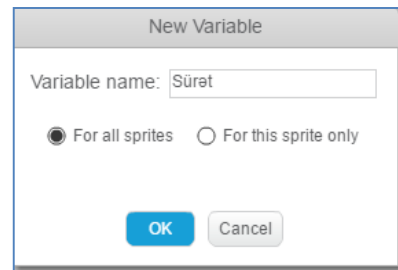 New Variable
Variable name: Sürət
For all sprites For this sprite only
OK Cancel